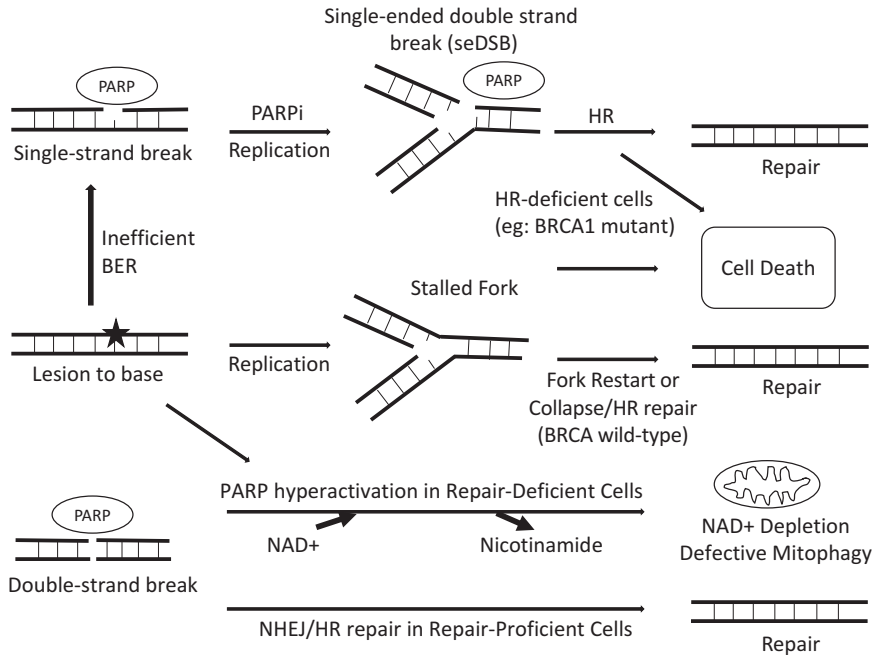 Single-ended double strand
break (seDSB)
PARP
PARP
PARPi
HR
Replication
Single-strand break
Repair
HR-deficient cells
(eg: BRCA1 mutant)
Inefficient
BER
Cell Death
Stalled Fork
Replication
Lesion to base
Repair
Fork Restart or
Collapse/HR repair
(BRCA wild-type)
PARP hyperactivation in Repair-Deficient Cells
PARP
NAD+
Nicotinamide
NAD+ Depletion
Defective Mitophagy
Double-strand break
NHEJ/HR repair in Repair-Proficient Cells
Repair